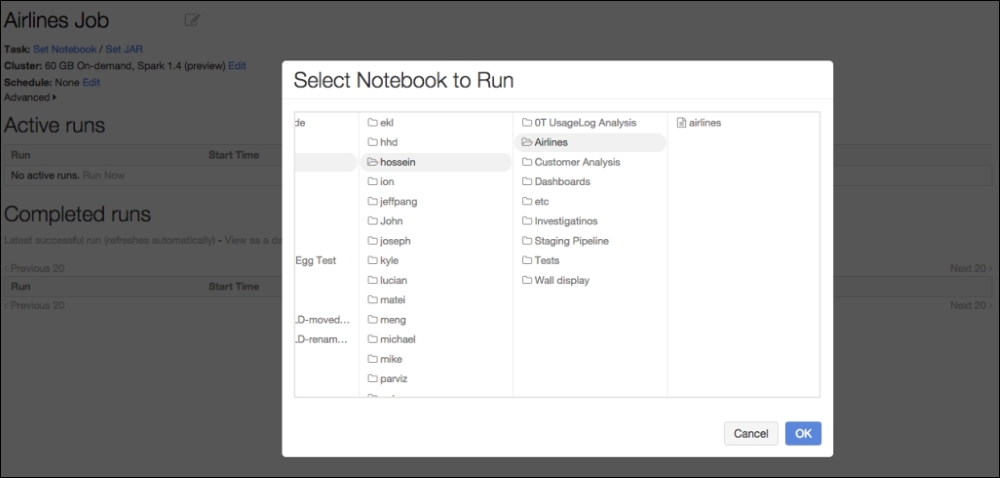 Airlines Job
Task: Set Notebook / Set JAR
Cluster: 60 GB On-demand, Spark 1.4 (preview) Edit
Schedule: None Edit
Advanced
Active runs
Run Start Time
No active runs. Run Now
Completed runs
Latest successful run (refreshes automatically) - View as a da
‹ Previous 20 Next 20 ›
Run Start Time
‹ Previous 20 Next 20 ›
Select Notebook to Run
de
Egg Test
.D-moved...
.D-renam...
ekl
hhd
hossein
ion
jeffpang
John
joseph
kyle
lucian
matei
meng
michael
mike
parviz
0T UsageLog Analysis
Airlines
Customer Analysis
Dashboards
etc
Investigatinos
Staging Pipeline
Tests
Wall display
airlines
Cancel OK